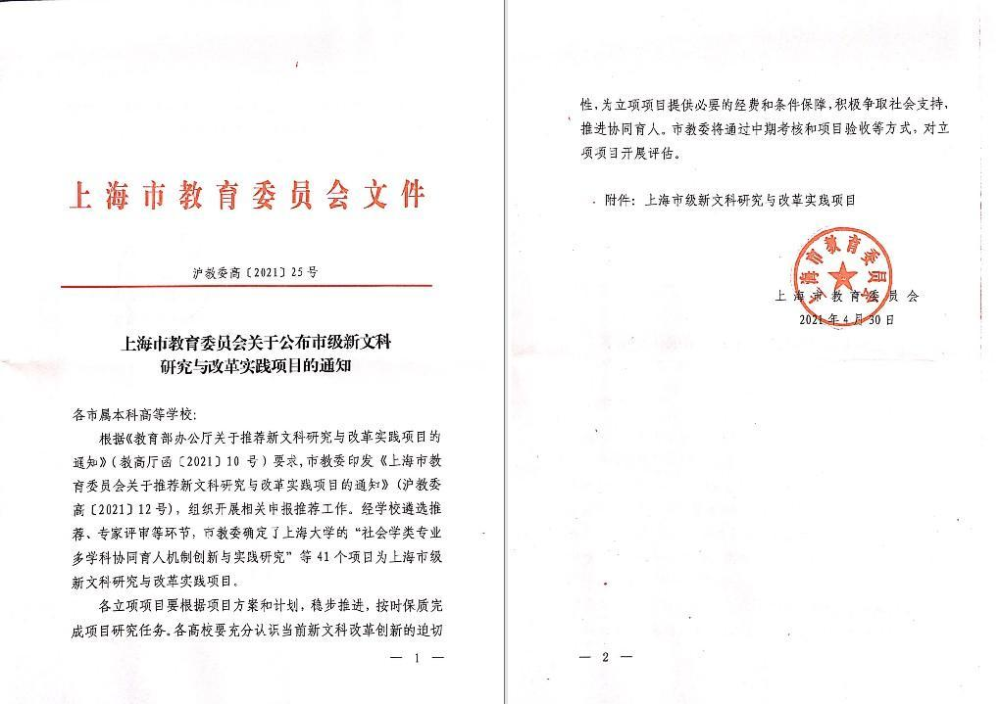 上海市教育委员会文件
沪教委高〔2021〕25号
上海市教育委员会关于公布市级新文科
研究与改革实践项目的通知
各市属本科高等学校:
根据《教育部办公厅关于推荐新文科研究与改革实践项目的
通知》(教高厅函〔2021〕10 号)要求,市教委印发《上海市教
育委员会关于推荐新文科研究与改革实践项目的通知》(沪教委
高〔2021〕12号),组织开展相关申报推荐工作。经学校遴选推
荐、专家评审等环节,市教委确定了上海大学的“社会学类专业
多学科协同育人机制创新与实践研究”等 41 个项目为上海市级
新文科研究与改革实践项目。
各立项项目要根据项目方案和计划,稳步推进,按时保质完
成项目研究任务。各高校要充分认识当前新文科改革创新的迫切
— 1 —
性,为立项项目提供必要的经费和条件保障,积极争取社会支持,
推进协同育人。市教委将通过中期考核和项目验收等方式,对立
项项目开展评估。
附件: 上海市级新文科研究与改革实践项目
上海市教育委员会
上海市教育委员会
2021年4月30日
— 2 —